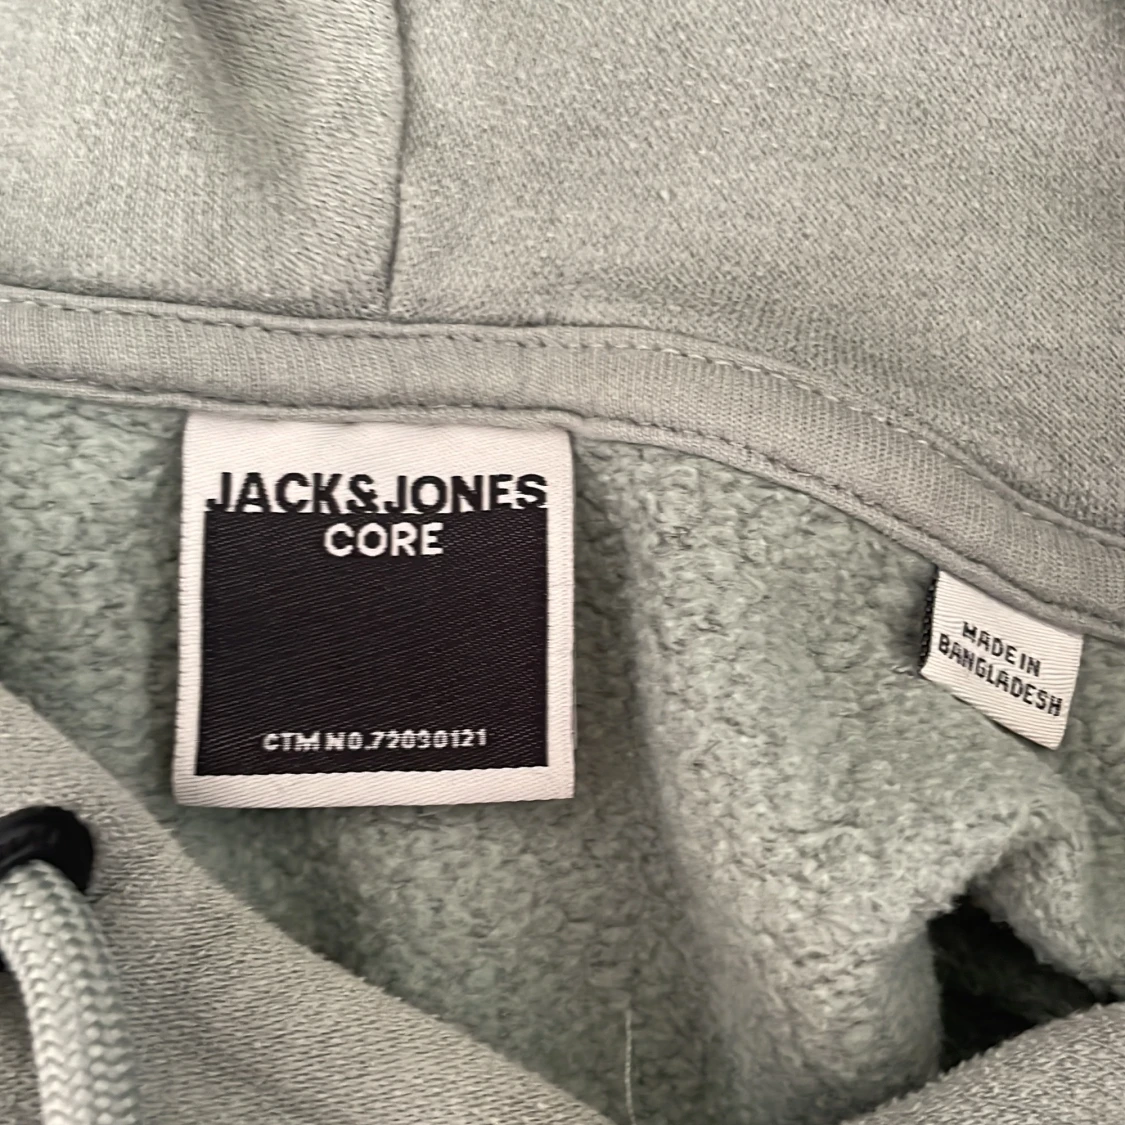 JACK&JONES
CORE
CTM NO.72030121
MADE IN
BANGLADESH